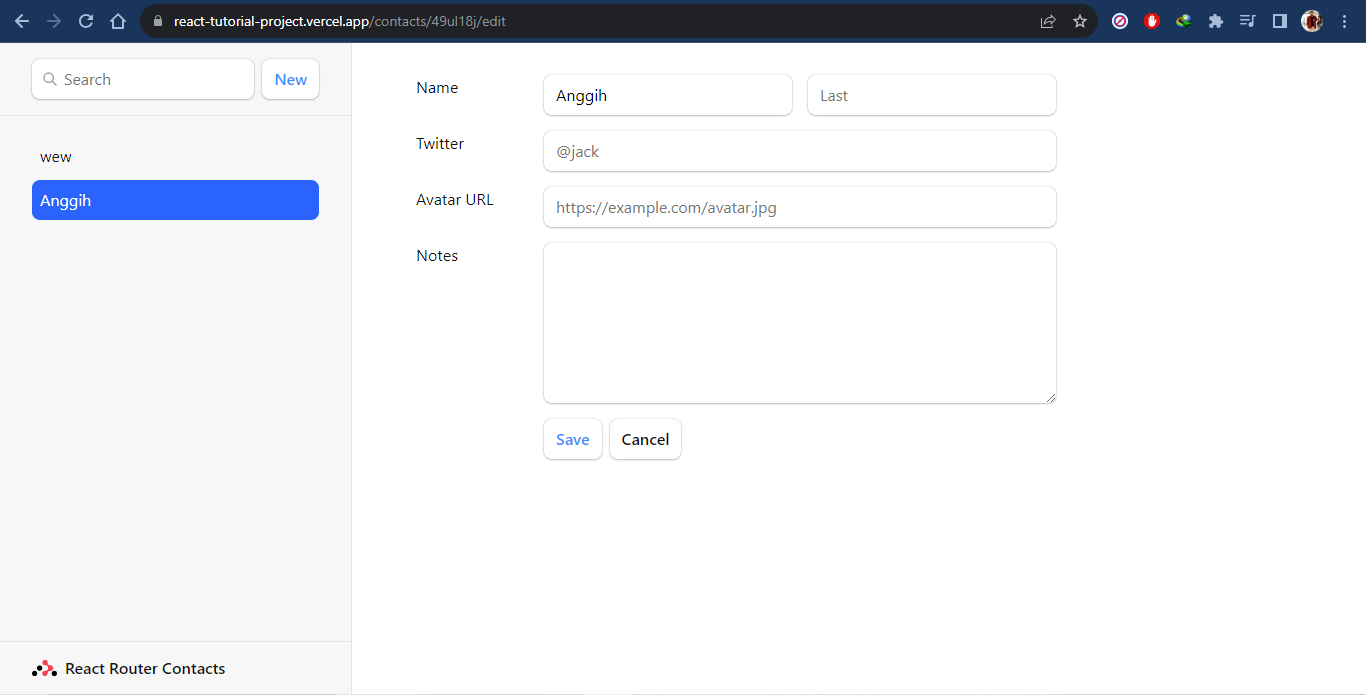 react-tutorial-project.vercel.app/contacts/49ul18j/edit
Search
New
wew
Anggih
Name
Anggih
Last
Twitter
@jack
Avatar URL
https://example.com/avatar.jpg
Notes
Save
Cancel
React Router Contacts